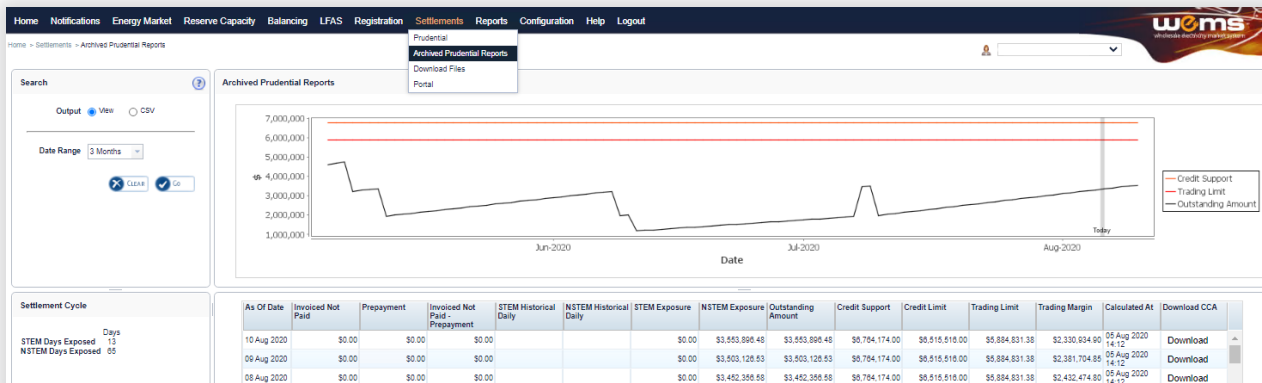 Home Notifications Energy Market Reserve Capacity Balancing LFAS Registration Settlements Reports Configuration Help Logout
wems
wholesale electricity market system
Home > Settlements > Archived Prudential Reports
Prudential
Archived Prudential Reports
Download Files
Portal
Search
?
Output View CSV
Date Range 3 Months
CLEAR Go
Archived Prudential Reports
7,000,000
6,000,000
5,000,000
4,000,000
3,000,000
2,000,000
1,000,000
$
Today
Jun-2020 Jul-2020 Aug-2020
Date
Credit Support
Trading Limit
Outstanding Amount
Settlement Cycle
Days
STEM Days Exposed 13
NSTEM Days Exposed 65
As Of Date Invoiced Not Paid Prepayment Invoiced Not Paid - Prepayment STEM Historical Daily NSTEM Historical Daily STEM Exposure NSTEM Exposure Outstanding Amount Credit Support Credit Limit Trading Limit Trading Margin Calculated At Download CCA
10 Aug 2020 $0.00 $0.00 $0.00 $0.00 $3,553,896.48 $3,553,896.48 $6,764,174.00 $6,515,516.00 $5,884,831.38 $2,330,934.90 05 Aug 2020 14:12 Download
09 Aug 2020 $0.00 $0.00 $0.00 $0.00 $3,503,126.53 $3,503,126.53 $6,764,174.00 $6,515,516.00 $5,884,831.38 $2,381,704.85 05 Aug 2020 14:12 Download
08 Aug 2020 $0.00 $0.00 $0.00 $0.00 $3,452,356.58 $3,452,356.58 $6,764,174.00 $6,515,516.00 $5,884,831.38 $2,432,474.80 05 Aug 2020 14:12 Download